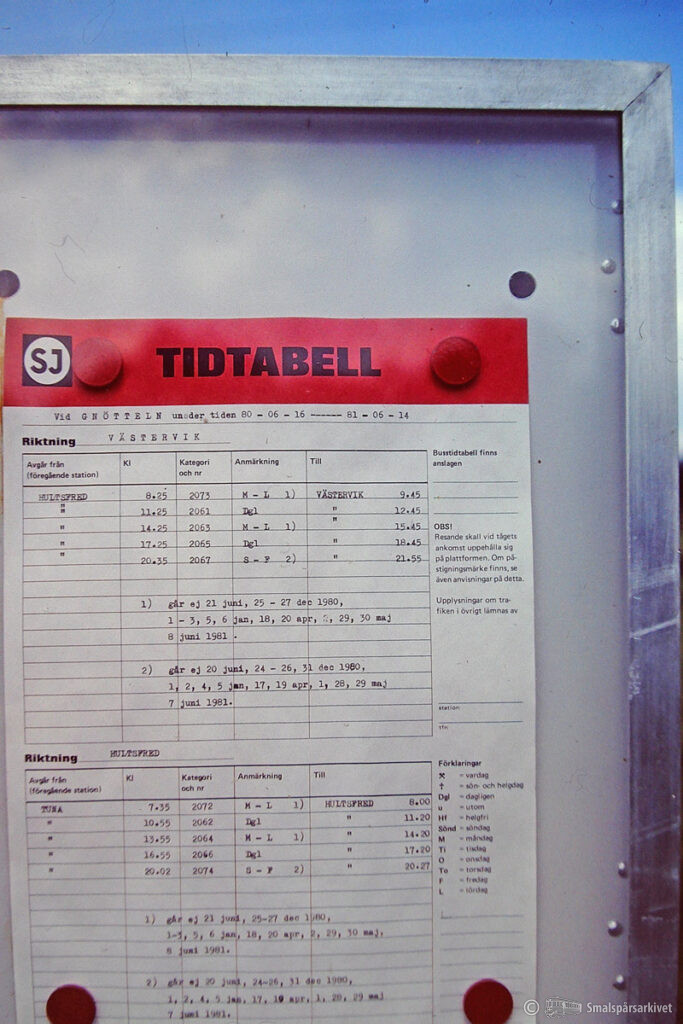 SJ TIDTABELL
Vid GNÖTTELN under tiden 80 - 06 - 16 ------ 81 - 06 - 14
Riktning VÄSTERVIK
Avgår från (föregående station) Kl Kategori och nr Anmärkning Till
HULTSFRED 8.25 2073 M - L 1) VÄSTERVIK 9.45
" 11.25 2061 Dgl " 12.45
" 14.25 2063 M - L 1) " 15.45
" 17.25 2065 Dgl " 18.45
" 20.35 2067 S - F 2) " 21.55
1) går ej 21 juni, 25 - 27 dec 1980,
1 - 3, 5, 6 jan, 18, 20 apr, 2, 29, 30 maj
8 juni 1981.
2) går ej 20 juni, 24 - 26, 31 dec 1980,
1, 2, 4, 5 jan, 17, 19 apr, 1, 28, 29 maj
7 juni 1981.
Busstidtabell finns
anslagen
OBS!
Resande skall vid tågets
ankomst uppehålla sig
på plattformen. Om på-
stigningsmärke finns, se
även anvisningar på detta.
Upplysningar om tra-
fiken i övrigt lämnas av
station
tfn
Riktning HULTSFRED
Avgår från (föregående station) Kl Kategori och nr Anmärkning Till
TUNA 7.35 2072 M - L 1) HULTSFRED 8.00
" 10.55 2062 Dgl " 11.20
" 13.55 2064 M - L 1) " 14.20
" 16.55 2066 Dgl " 17.20
" 20.02 2074 S - F 2) " 20.27
1) går ej 21 juni, 25-27 dec 1980,
1-3, 5, 6 jan, 18, 20 apr, 2, 29, 30 maj,
8 juni 1981.
2) går ej 20 juni, 24-26, 31 dec 1980,
1, 2, 4, 5 jan, 17, 19 apr, 1, 28, 29 maj
7 juni 1981.
Förklaringar
⚒ = vardag
† = sön- och helgdag
Dgl = dagligen
u = utom
Hf = helgfri
Sönd = söndag
M = måndag
Ti = tisdag
O = onsdag
To = torsdag
F = fredag
L = lördag
© Smalspårsarkivet